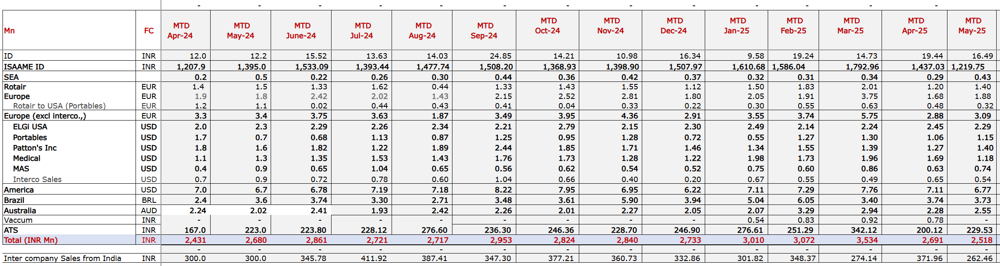 - - - - - - - - - - - - -
Mn FC MTD Apr-24 MTD May-24 MTD June-24 MTD Jul-24 MTD Aug-24 MTD Sep-24 MTD Oct-24 MTD Nov-24 MTD Dec-24 MTD Jan-25 MTD Feb-25 MTD Mar-25 MTD Apr-25 MTD May-25
ID INR 12.0 12.2 15.52 13.63 14.03 24.85 14.21 10.98 16.34 9.58 19.24 14.73 19.44 16.49
ISAAME ID INR 1,207.9 1,395.0 1,533.09 1,393.44 1,477.74 1,508.20 1,368.93 1,398.90 1,507.97 1,610.68 1,586.04 1,792.96 1,437.03 1,219.75
SEA 0.2 0.5 0.22 0.26 0.30 0.44 0.36 0.42 0.37 0.32 0.31 0.34 0.29 0.43
Rotair EUR 1.4 1.5 1.33 1.62 0.44 1.33 1.43 1.55 1.12 1.50 1.83 2.01 1.20 1.40
Europe EUR 1.9 1.8 2.42 2.02 1.43 2.15 2.52 2.81 1.80 2.05 1.91 3.75 1.68 1.88
Rotair to USA (Portables) EUR 1.2 1.1 0.02 0.44 0.43 0.41 0.04 0.33 0.22 0.30 0.55 0.63 0.48 0.32
Europe (excl interco.,) EUR 3.3 3.4 3.75 3.63 1.87 3.49 3.95 4.36 2.91 3.55 3.74 5.75 2.88 3.09
ELGi USA USD 2.0 2.3 2.29 2.26 2.34 2.21 2.79 2.15 2.30 2.49 2.14 2.24 2.45 2.29
Portables USD 1.7 0.7 0.68 1.13 0.87 1.25 0.95 1.28 0.72 0.55 1.27 1.30 1.06 1.15
Patton's Inc USD 1.8 1.6 1.82 1.22 1.89 2.44 1.85 1.71 1.46 1.34 1.55 1.39 1.27 1.40
Medical USD 1.1 1.3 1.35 1.53 1.43 1.76 1.73 1.28 1.22 1.98 1.73 1.96 1.69 1.18
MAS USD 0.4 0.9 0.65 1.04 0.65 0.56 0.62 0.54 0.52 0.75 0.60 0.86 0.63 0.74
Interco Sales USD 0.7 0.9 0.72 0.78 0.60 1.04 0.66 0.40 0.20 0.67 0.55 0.49 0.65 0.54
America USD 7.0 6.7 6.78 7.19 7.18 8.22 7.95 6.95 6.22 7.11 7.29 7.76 7.11 6.77
Brazil BRL 2.4 3.6 3.74 3.30 2.71 3.48 3.61 5.90 3.94 5.04 6.05 3.40 3.74 3.73
Australia AUD 2.24 2.02 2.41 1.93 2.42 2.26 2.01 2.27 2.05 2.07 3.29 2.94 2.28 2.55
Vaccum INR - - - - - - - - - 0.54 0.83 0.92 0.78 -
ATS INR 167.0 223.0 223.80 228.12 276.60 236.30 246.36 228.70 246.90 276.61 251.29 342.12 200.12 229.53
Total (INR Mn) INR 2,431 2,680 2,861 2,721 2,717 2,953 2,824 2,840 2,733 3,010 3,072 3,534 2,691 2,518
- - - - - - - - - - - - - -
Inter company Sales from India INR 300.0 300.0 345.78 411.92 387.41 347.30 377.21 360.73 332.86 301.82 348.37 274.14 371.96 262.46